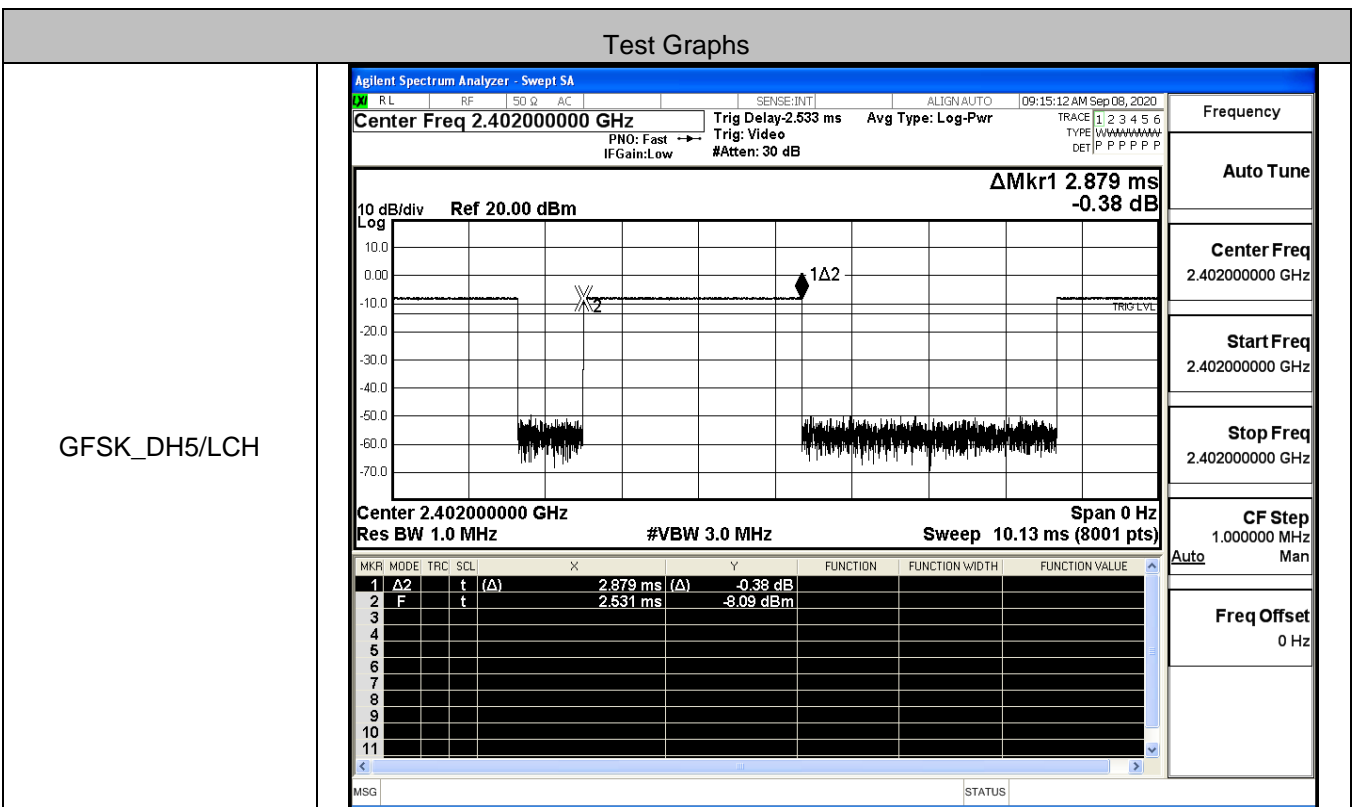 Test Graphs
GFSK_DH5/LCH
Agilent Spectrum Analyzer - Swept SA
LXI RL RF 50 Ω AC SENSE:INT ALIGN AUTO 09:15:12 AM Sep 08, 2020
Center Freq 2.402000000 GHz
PNO: Fast
IFGain:Low
Trig Delay-2.533 ms
Trig: Video
#Atten: 30 dB
Avg Type: Log-Pwr
TRACE 1 2 3 4 5 6
TYPE WWWWWW
DET P P P P P P
ΔMkr1 2.879 ms
-0.38 dB
10 dB/div Ref 20.00 dBm
Log
10.0
0.00
-10.0
-20.0
-30.0
-40.0
-50.0
-60.0
-70.0
1Δ2
2
TRIG LVL
Center 2.402000000 GHz Span 0 Hz
Res BW 1.0 MHz #VBW 3.0 MHz Sweep 10.13 ms (8001 pts)
MKR MODE TRC SCL X Y FUNCTION FUNCTION WIDTH FUNCTION VALUE
1 Δ2 t (Δ) 2.879 ms (Δ) -0.38 dB
2 F t 2.531 ms -8.09 dBm
3
4
5
6
7
8
9
10
11
MSG STATUS
Frequency
Auto Tune
Center Freq
2.402000000 GHz
Start Freq
2.402000000 GHz
Stop Freq
2.402000000 GHz
CF Step
1.000000 MHz
Auto Man
Freq Offset
0 Hz